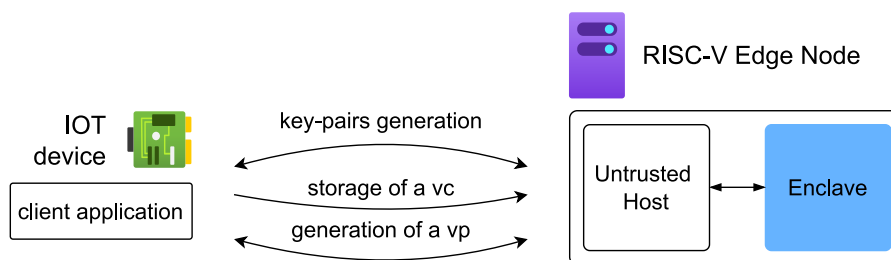 RISC-V Edge Node
IOT
device
key-pairs generation
client application
storage of a vc
generation of a vp
Untrusted
Host
Enclave